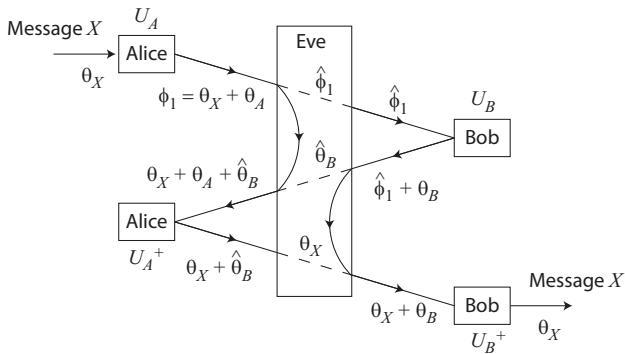 U_A
Message X
Alice
θ_X
Eve
ϕ_1 = θ_X + θ_A
ϕ̂_1
ϕ̂_1
U_B
Bob
θ̂_B
θ_X + θ_A + θ̂_B
ϕ̂_1 + θ_B
Alice
U_A^+
θ_X + θ̂_B
θ_X
θ_X + θ_B
Bob
U_B^+
Message X
θ_X